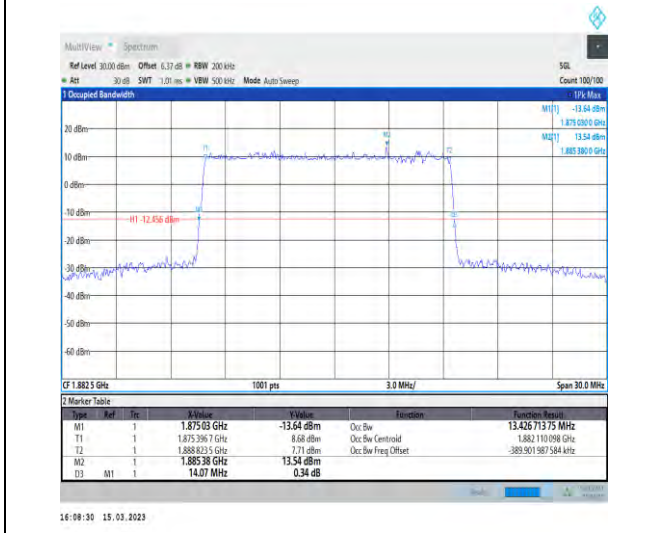 MultiView Spectrum
Ref Level 30.00 dBm Offset 6.37 dB RBW 200 kHz SGL
Att 30 dB SWT 1.01 ms VBW 500 kHz Mode Auto Sweep Count 100/100
1 Occupied Bandwidth 1Pk Max
M1[1] -13.64 dBm
1.875 030 0 GHz
20 dBm
M2[1] 13.54 dBm
1.885 380 0 GHz
M2
T1 T2
10 dBm
0 dBm
-10 dBm
M1 D3
H1 -12.456 dBm
-20 dBm
-30 dBm
-40 dBm
-50 dBm
-60 dBm
CF 1.882 5 GHz 1001 pts 3.0 MHz/ Span 30.0 MHz
2 Marker Table
Type Ref Trc X-Value Y-Value Function Function Result
M1 1 1.875 03 GHz -13.64 dBm Occ Bw 13.426 713 75 MHz
T1 1 1.875 396 7 GHz 8.68 dBm Occ Bw Centroid 1.882 110 098 GHz
T2 1 1.888 823 5 GHz 7.71 dBm Occ Bw Freq Offset -389.901 987 584 kHz
M2 1 1.885 38 GHz 13.54 dBm
D3 M1 1 14.07 MHz 0.34 dB
16:08:30 15.03.2023